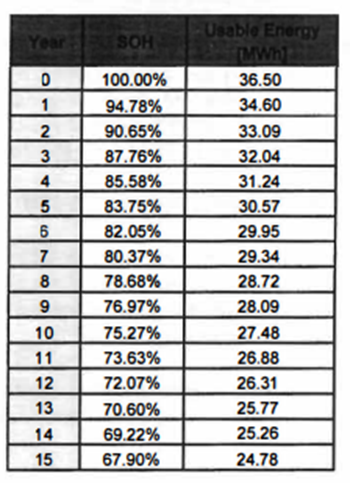 Year SOH Usable Energy [MWh]
0 100.00% 36.50
1 94.78% 34.60
2 90.65% 33.09
3 87.76% 32.04
4 85.58% 31.24
5 83.75% 30.57
6 82.05% 29.95
7 80.37% 29.34
8 78.68% 28.72
9 76.97% 28.09
10 75.27% 27.48
11 73.63% 26.88
12 72.07% 26.31
13 70.60% 25.77
14 69.22% 25.26
15 67.90% 24.78